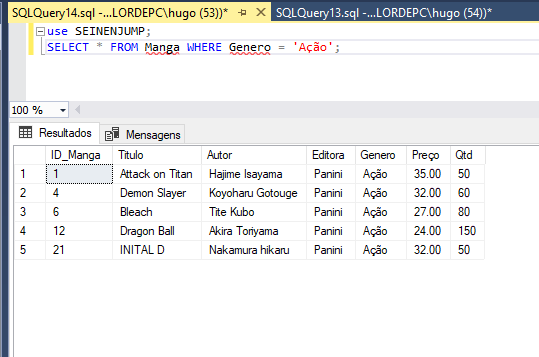 SQLQuery14.sql -...LORDEPC\hugo (53))* SQLQuery13.sql -...LORDEPC\hugo (54))*
use SEINENJUMP;
SELECT * FROM Manga WHERE Genero = 'Ação';
100 %
Resultados Mensagens
ID_Manga Titulo Autor Editora Genero Preço Qtd
1 1 Attack on Titan Hajime Isayama Panini Ação 35.00 50
2 4 Demon Slayer Koyoharu Gotouge Panini Ação 32.00 60
3 6 Bleach Tite Kubo Panini Ação 27.00 80
4 12 Dragon Ball Akira Toriyama Panini Ação 24.00 150
5 21 INITAL D Nakamura hikaru Panini Ação 32.00 50